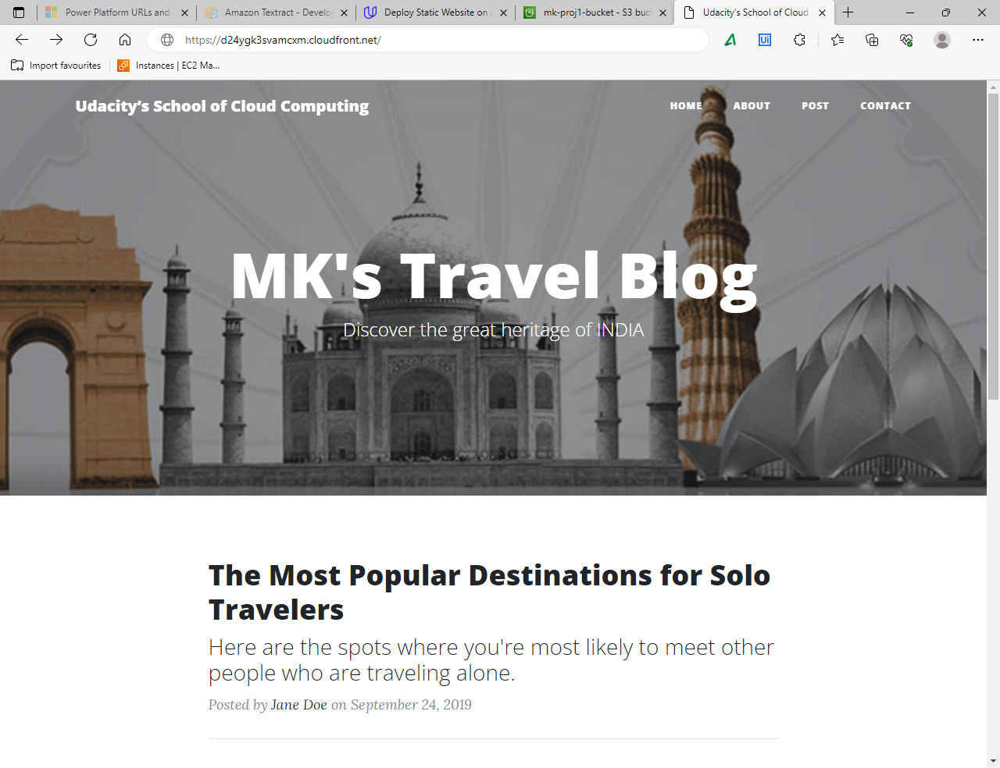 Power Platform URLs and
Amazon Textract - Develop
Deploy Static Website on
mk-proj1-bucket - S3 buc
Udacity's School of Cloud
https://d24ygk3svamcxm.cloudfront.net/
Import favourites
Instances | EC2 Ma...
Udacity's School of Cloud Computing
HOME
ABOUT
POST
CONTACT
MK's Travel Blog
Discover the great heritage of INDIA
The Most Popular Destinations for Solo
Travelers
Here are the spots where you're most likely to meet other
people who are traveling alone.
Posted by Jane Doe on September 24, 2019